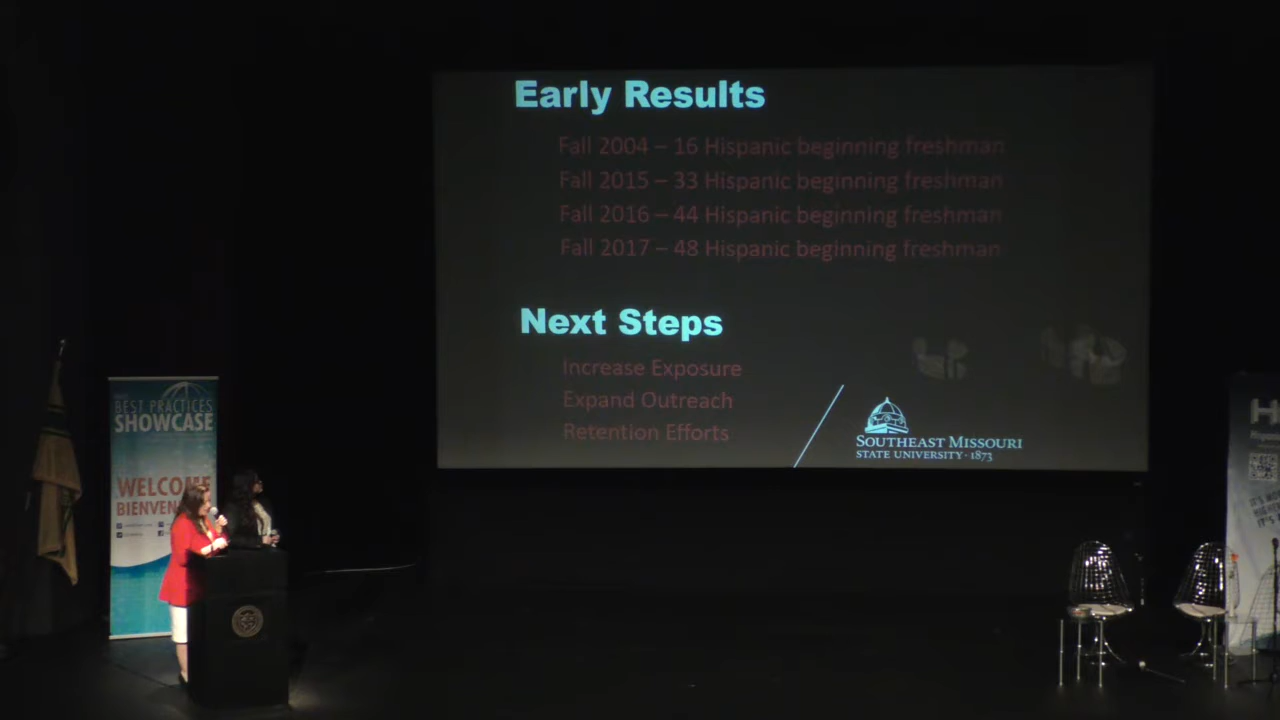 Early Results
Fall 2004 – 16 Hispanic beginning freshman
Fall 2015 – 33 Hispanic beginning freshman
Fall 2016 – 44 Hispanic beginning freshman
Fall 2017 – 48 Hispanic beginning freshman
Next Steps
Increase Exposure
Expand Outreach
Retention Efforts
SOUTHEAST MISSOURI
STATE UNIVERSITY · 1873
BEST PRACTICES
SHOWCASE
WELCOME
BIENVEN
H